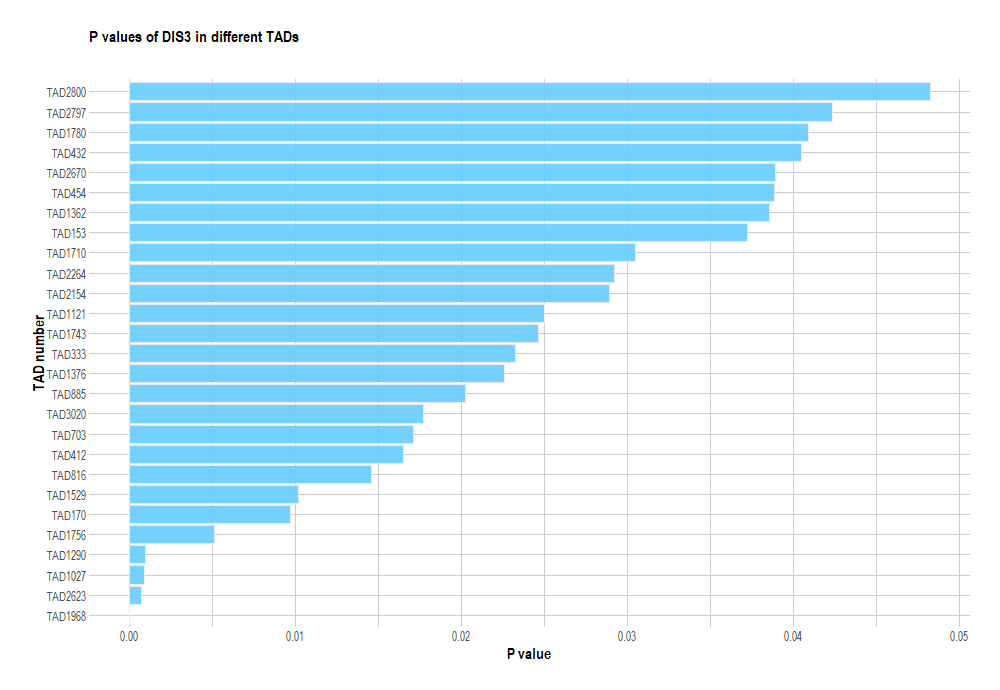 P values of DIS3 in different TADs
TAD2800
TAD2797
TAD1780
TAD432
TAD2670
TAD454
TAD1362
TAD153
TAD1710
TAD2264
TAD2154
TAD1121
TAD1743
TAD333
TAD1376
TAD885
TAD3020
TAD703
TAD412
TAD816
TAD1529
TAD170
TAD1756
TAD1290
TAD1027
TAD2623
TAD1968
TAD number
0.00 0.01 0.02 0.03 0.04 0.05
P value